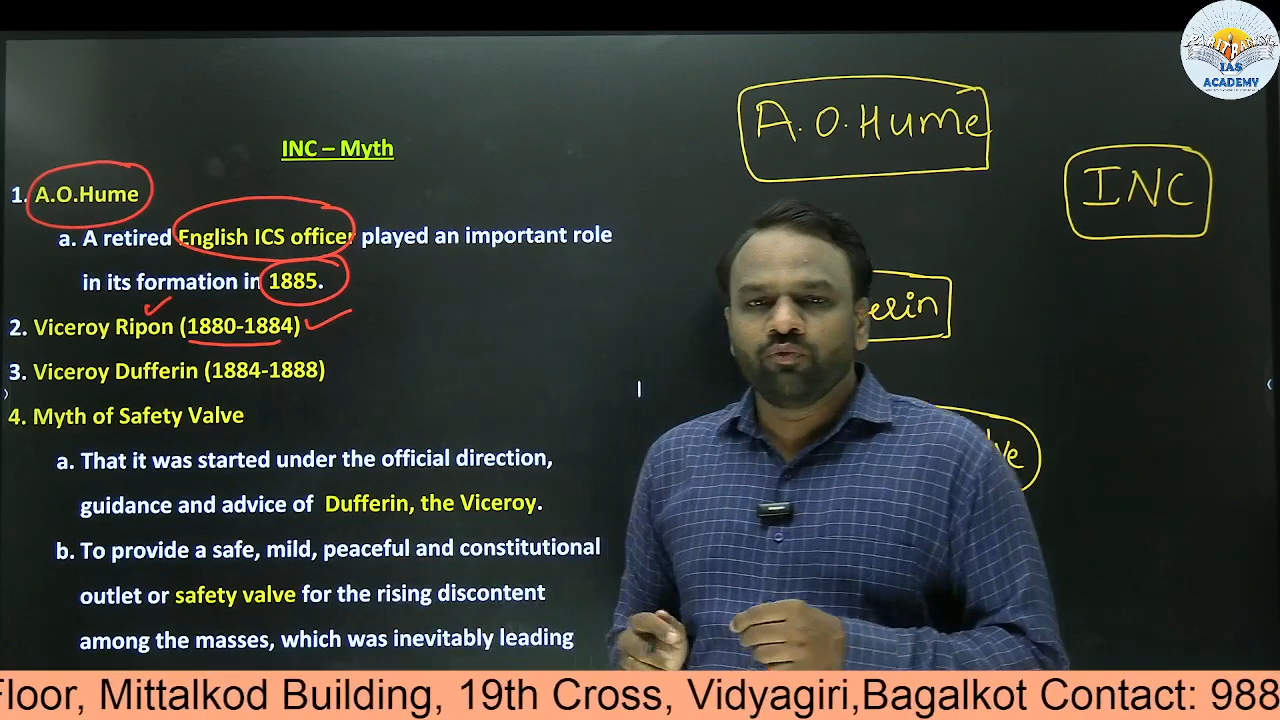 IAS
ACADEMY
A.O.Hume
INC
INC – Myth
1. A.O.Hume
a. A retired English ICS officer played an important role
in its formation in 1885.
2. Viceroy Ripon (1880-1884)
3. Viceroy Dufferin (1884-1888)
4. Myth of Safety Valve
a. That it was started under the official direction,
guidance and advice of Dufferin, the Viceroy.
b. To provide a safe, mild, peaceful and constitutional
outlet or safety valve for the rising discontent
among the masses, which was inevitably leading
erin
ve
Floor, Mittalkod Building, 19th Cross, Vidyagiri,Bagalkot Contact: 988